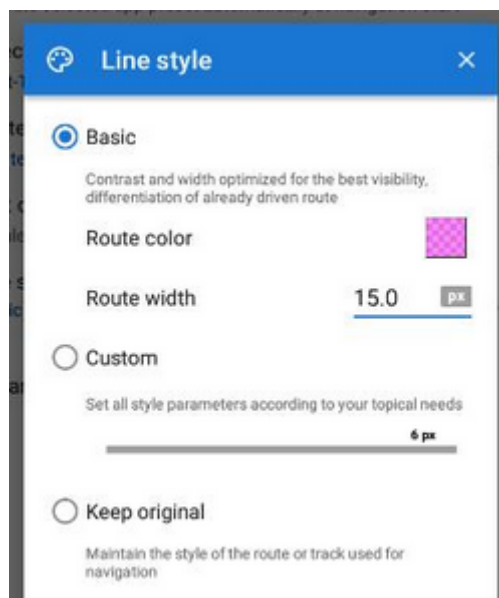 Line style
Basic
Contrast and width optimized for the best visibility,
differentiation of already driven route
Route color
Route width 15.0 px
Custom
Set all style parameters according to your topical needs
6 px
Keep original
Maintain the style of the route or track used for
navigation